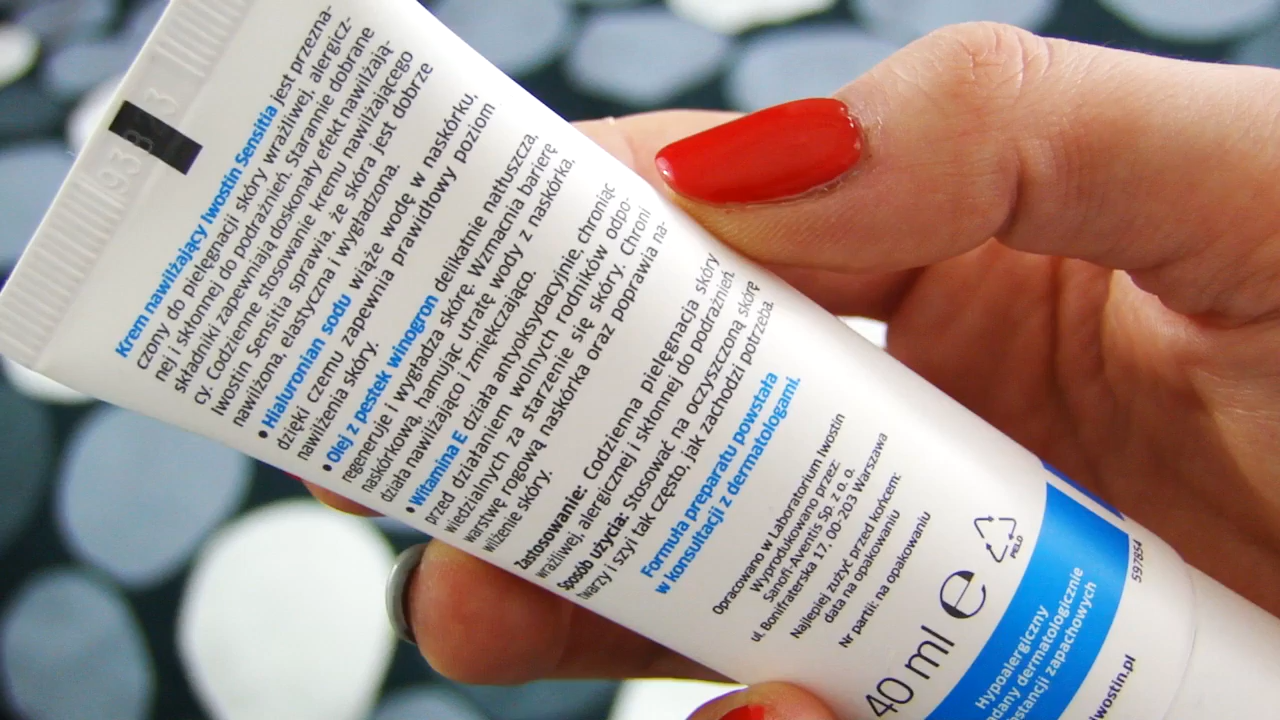 Krem nawilżający Iwostin Sensitia jest przezna-
czony do pielęgnacji skóry wrażliwej, alergicz-
nej i skłonnej do podrażnień. Starannie dobrane
składniki zapewniają doskonały efekt nawilżają-
cy. Codzienne stosowanie kremu nawilżającego
Iwostin Sensitia sprawia, że skóra jest dobrze
nawilżona, elastyczna i wygładzona.
• Hialuronian sodu wiąże wodę w naskórku,
dzięki czemu zapewnia prawidłowy poziom
nawilżenia skóry.
• Olej z pestek winogron delikatnie natłuszcza,
regeneruje i wygładza skórę. Wzmacnia barierę
naskórkową, hamując utratę wody z naskórka,
działa nawilżająco i zmiękczająco.
• Witamina E działa antyoksydacyjnie, chroniąc
przed działaniem wolnych rodników odpo-
wiedzialnych za starzenie się skóry. Chroni
warstwę rogową naskórka oraz poprawia na-
wilżenie skóry.
Zastosowanie: Codzienna pielęgnacja skóry
wrażliwej, alergicznej i skłonnej do podrażnień.
Sposób użycia: Stosować na oczyszczoną skórę
twarzy i szyi tak często, jak zachodzi potrzeba.
Formuła preparatu powstała
w konsultacji z dermatologami.
Opracowano w Laboratorium Iwostin
Wyprodukowano przez:
Sanofi-Aventis Sp. z o. o.
ul. Bonifraterska 17, 00-203 Warszawa
Najlepiej zużyć przed końcem:
data na opakowaniu
Nr partii: na opakowaniu
40 ml e
Hypoalergiczny
dermatologicznie
zapachowych
597854
iwostin.pl